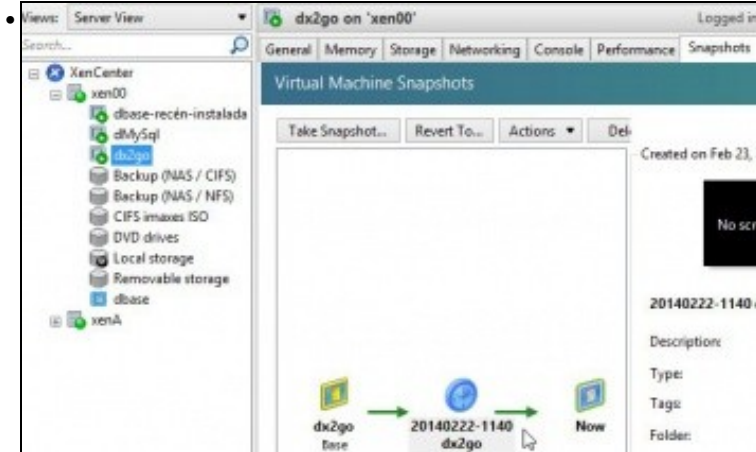 Views: Server View
Search...
XenCenter
xen00
dbase-recén-instalada
dMySql
dx2go
Backup (NAS / CIFS)
Backup (NAS / NFS)
CIFS imaxes ISO
DVD drives
Local storage
Removable storage
dbase
xenA
dx2go on 'xen00'
Logged in
General Memory Storage Networking Console Performance Snapshots
Virtual Machine Snapshots
Take Snapshot... Revert To... Actions
Created on Feb 23,
No scr
20140222-1140
Description:
Type:
Tags:
Folder:
dx2go
Base
20140222-1140
dx2go
Now